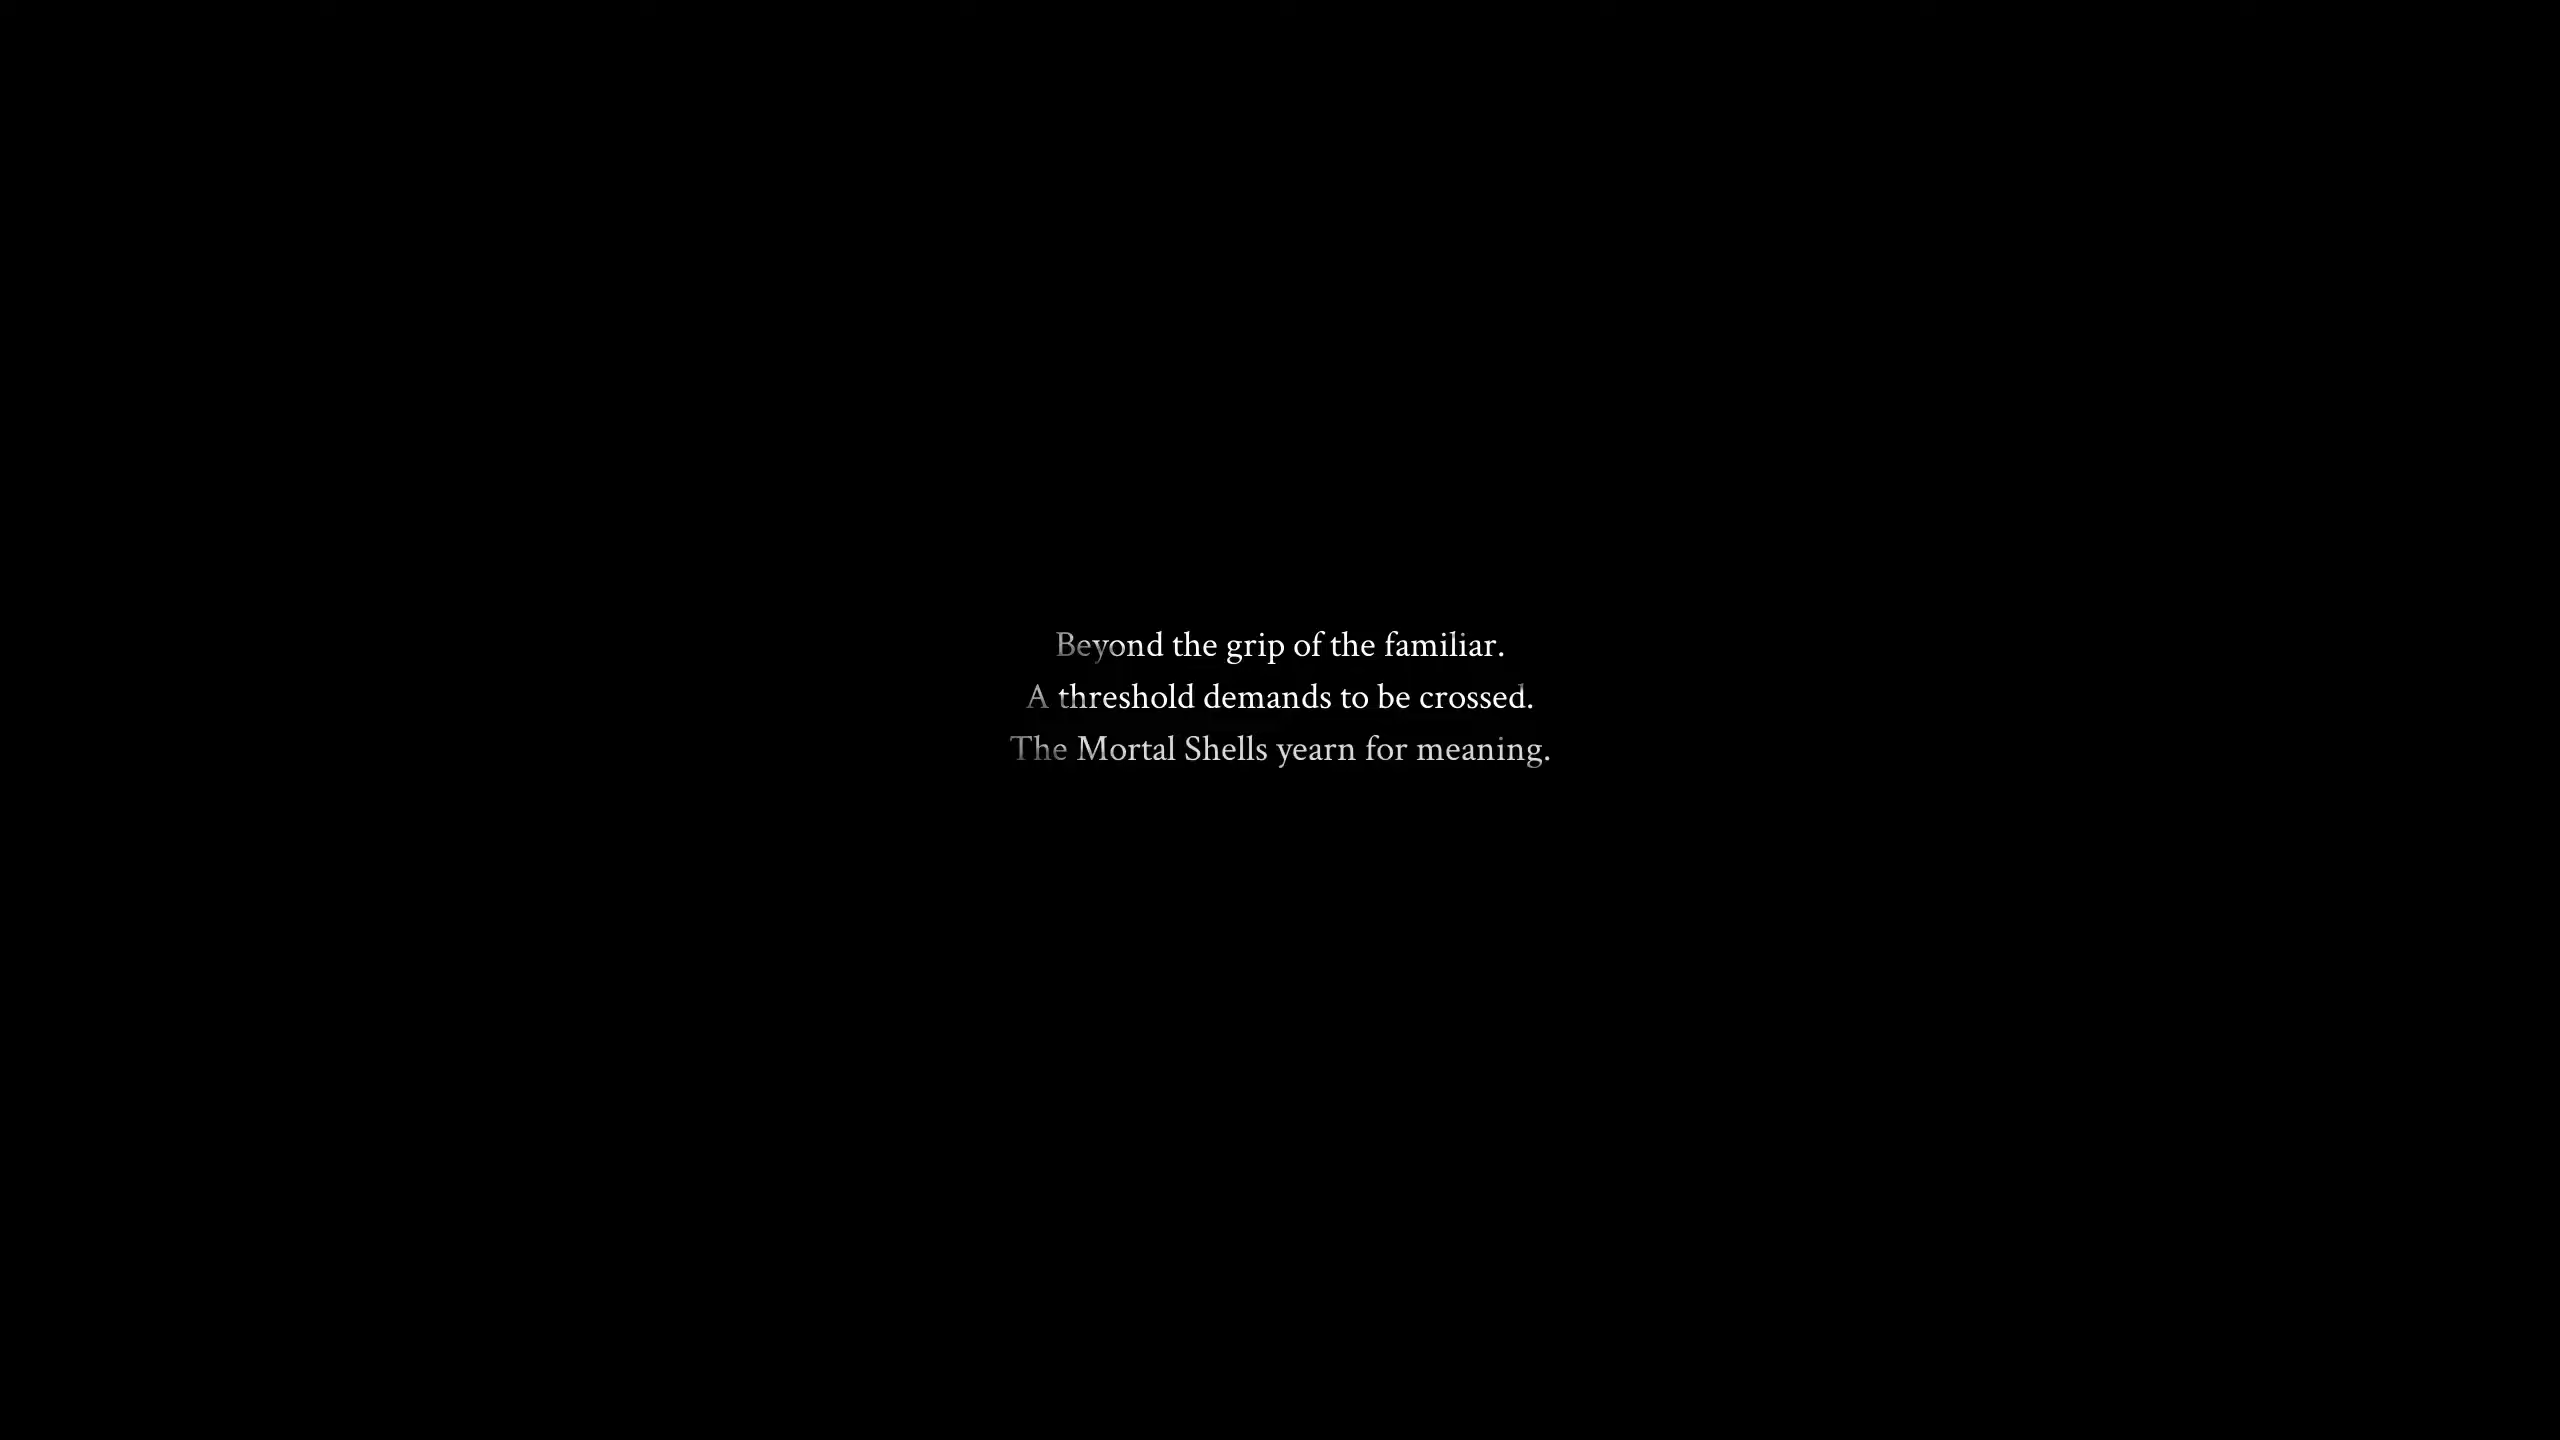 Beyond the grip of the familiar.
A threshold demands to be crossed.
The Mortal Shells yearn for meaning.